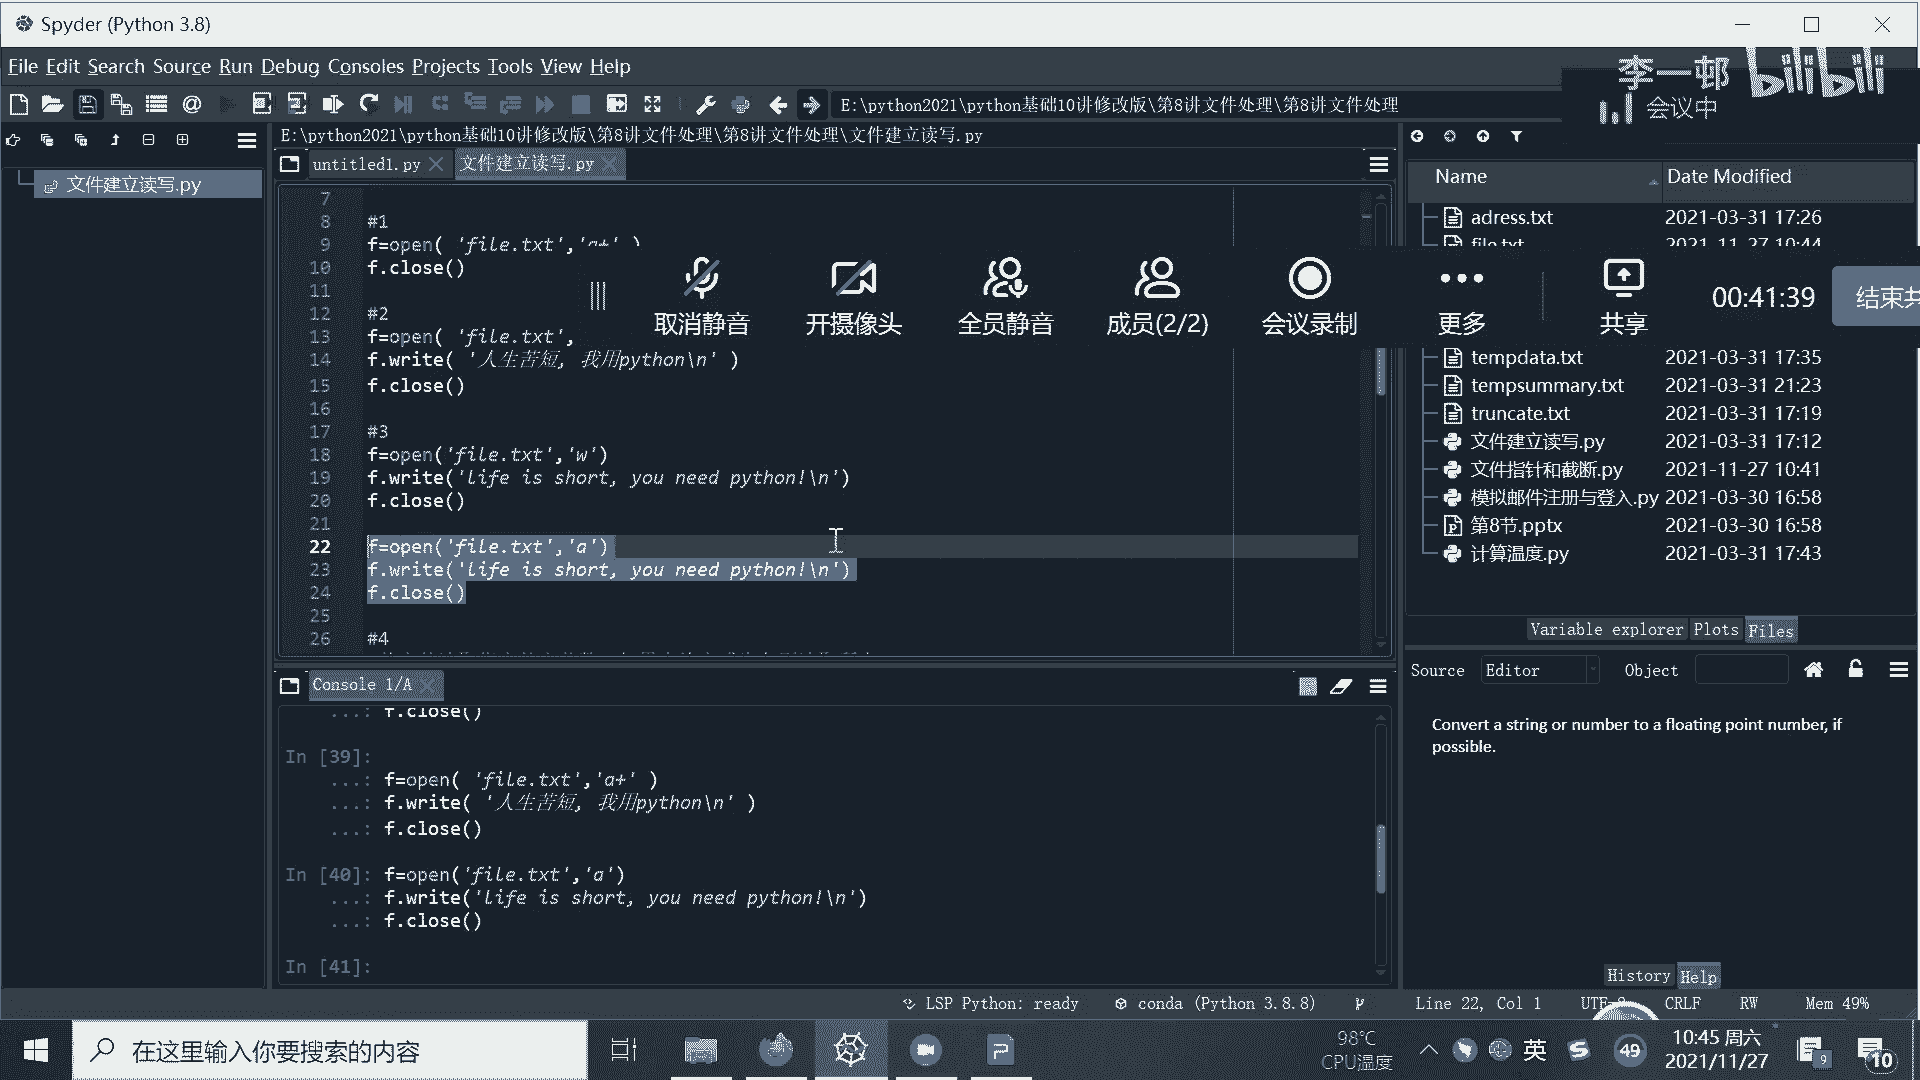 Spyder (Python 3.8)
File Edit Search Source Run Debug Consoles Projects Tools View Help
李一邨 bilibili
会议中
E:\python2021\python基础10讲修改版\第8讲文件处理\第8讲文件处理
E:\python2021\python基础10讲修改版\第8讲文件处理\第8讲文件处理\文件建立读写.py
untitled1.py
文件建立读写.py
文件建立读写.py
7
8 #1
9 f=open( 'file.txt','a+' )
10 f.close()
11
12 #2
13 f=open( 'file.txt',
14 f.write( '人生苦短, 我用python\n' )
15 f.close()
16
17 #3
18 f=open('file.txt','w')
19 f.write('life is short, you need python!\n')
20 f.close()
21
22 f=open('file.txt','a')
23 f.write('life is short, you need python!\n')
24 f.close()
25
26 #4
取消静音 开摄像头 全员静音 成员(2/2) 会议录制 更多 共享 00:41:39 结束共
Name Date Modified
adress.txt 2021-03-31 17:26
file.txt 2021-11-27 10:44
tempdata.txt 2021-03-31 17:35
tempsummary.txt 2021-03-31 21:23
truncate.txt 2021-03-31 17:19
文件建立读写.py 2021-03-31 17:12
文件指针和截断.py 2021-11-27 10:41
模拟邮件注册与登入.py 2021-03-30 16:58
第8节.pptx 2021-03-30 16:58
计算温度.py 2021-03-31 17:43
Variable explorer Plots Files
Source Editor Object
Convert a string or number to a floating point number, if
possible.
History Help
Console 1/A
...: f.close()
In [39]:
...: f=open( 'file.txt','a+' )
...: f.write( '人生苦短, 我用python\n' )
...: f.close()
In [40]: f=open('file.txt','a')
...: f.write('life is short, you need python!\n')
...: f.close()
In [41]:
LSP Python: ready conda (Python 3.8.8) Line 22, Col 1 UTF-8 CRLF RW Mem 49%
在这里输入你要搜索的内容
98℃
CPU温度
英
49
10:45 周六
2021/11/27
9
10